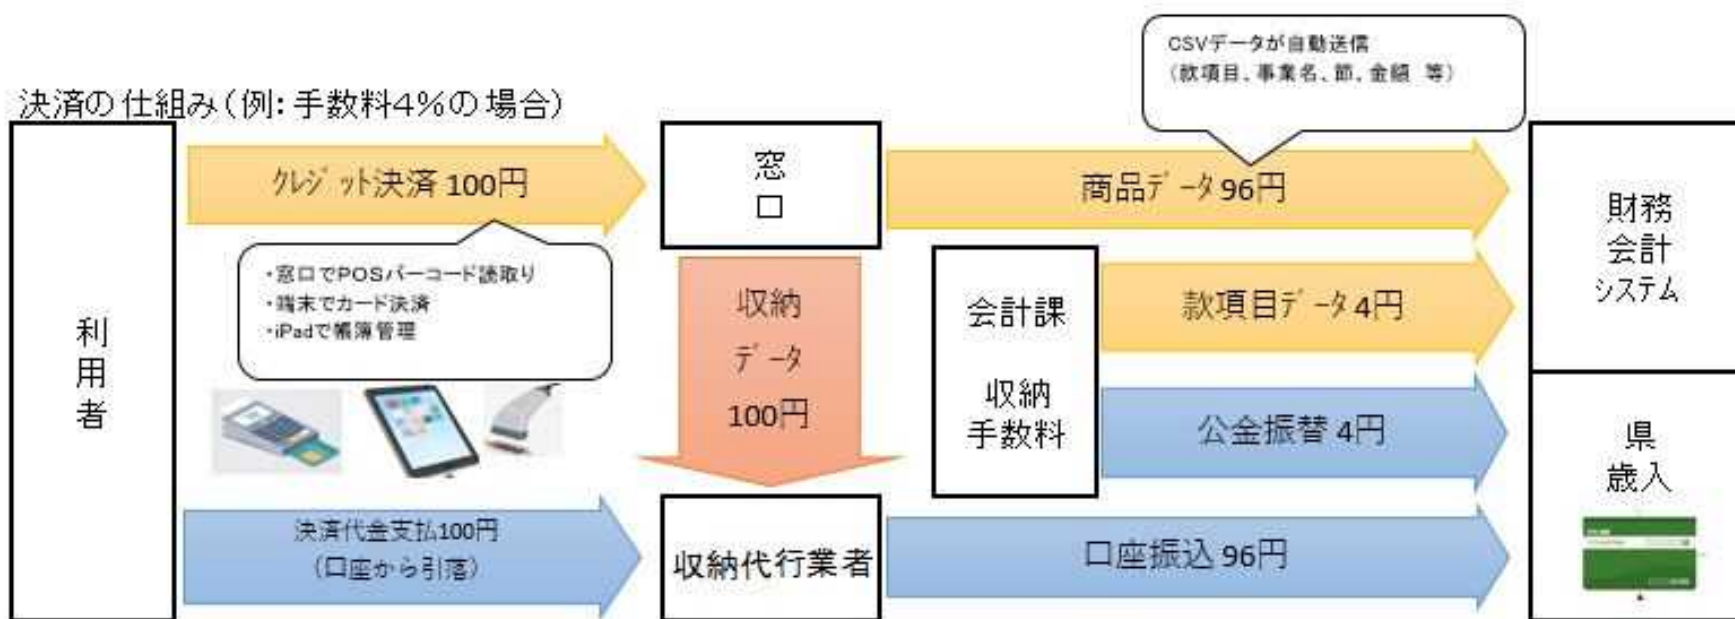 CSVデータが自動送信
(款項目、事業名、節、金額 等)
決済の仕組み(例:手数料4%の場合)
利用者
クレジット決済 100円
・窓口でPOSバーコード読取り
・端末でカード決済
・iPadで帳簿管理
決済代金支払100円
(口座から引落)
窓口
収納
データ
100円
収納代行業者
商品データ 96円
会計課
収納
手数料
款項目データ 4円
公金振替 4円
口座振込 96円
財務
会計
システム
県
歳入